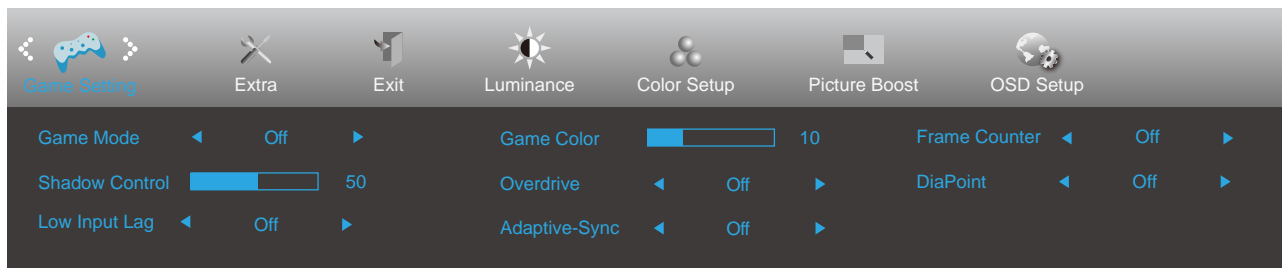 Game Setting Extra Exit Luminance Color Setup Picture Boost OSD Setup
Game Mode Off Game Color 10 Frame Counter Off
Shadow Control 50 Overdrive Off DiaPoint Off
Low Input Lag Off Adaptive-Sync Off